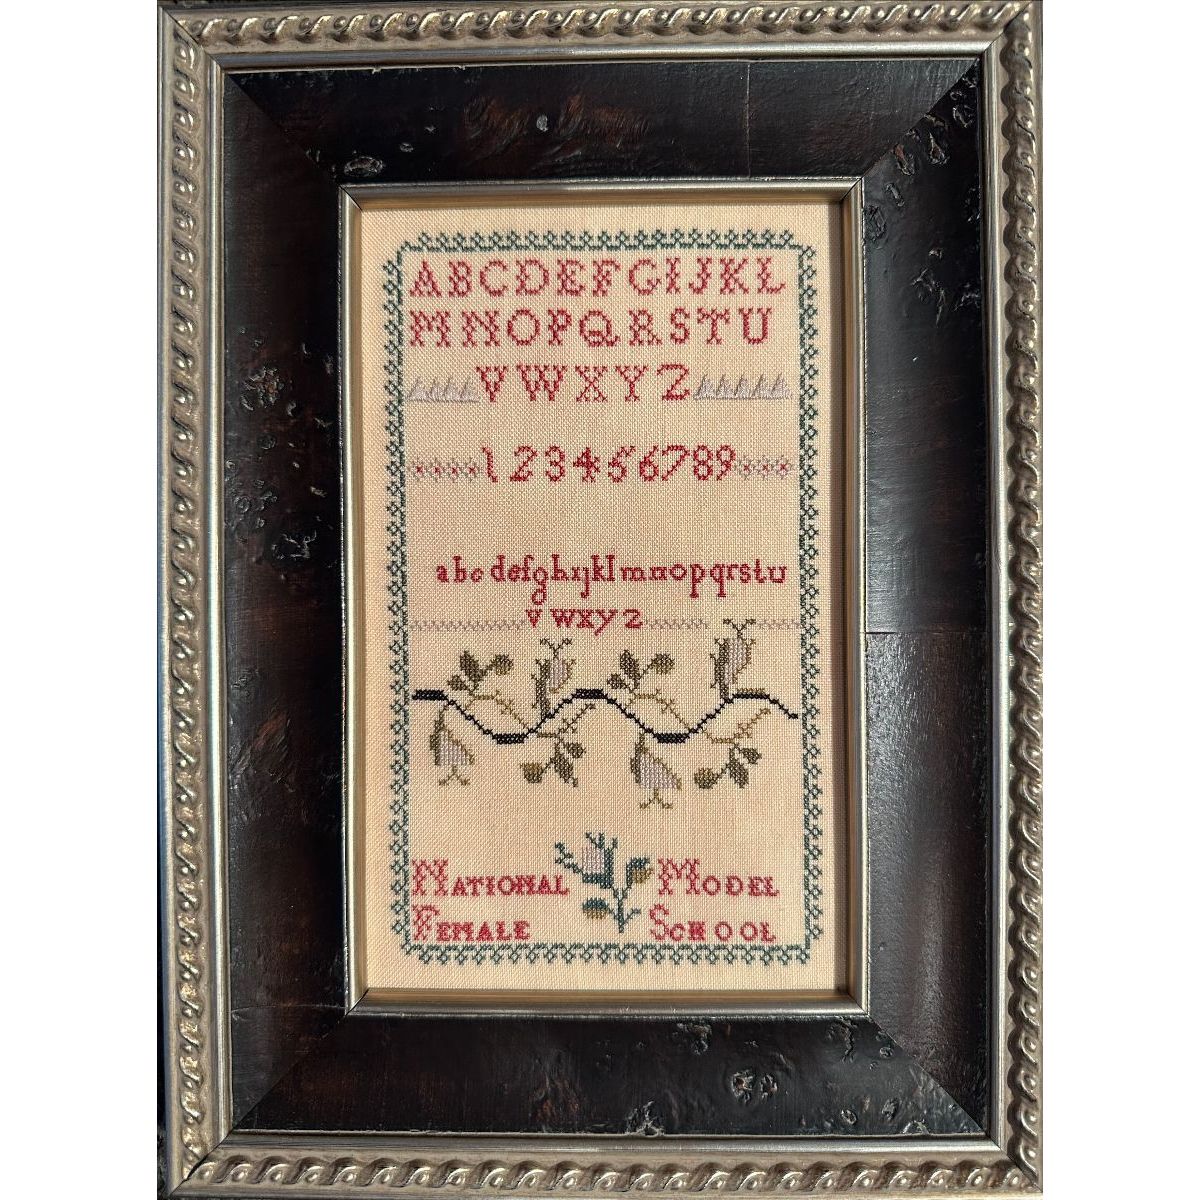 ABCDEFGIJKL
MNOPQRSTU
VWXYZ
123456789
abcdefghijklmnopqrstu
vwxyz
NATIONAL MODEL
FEMALE SCHOOL